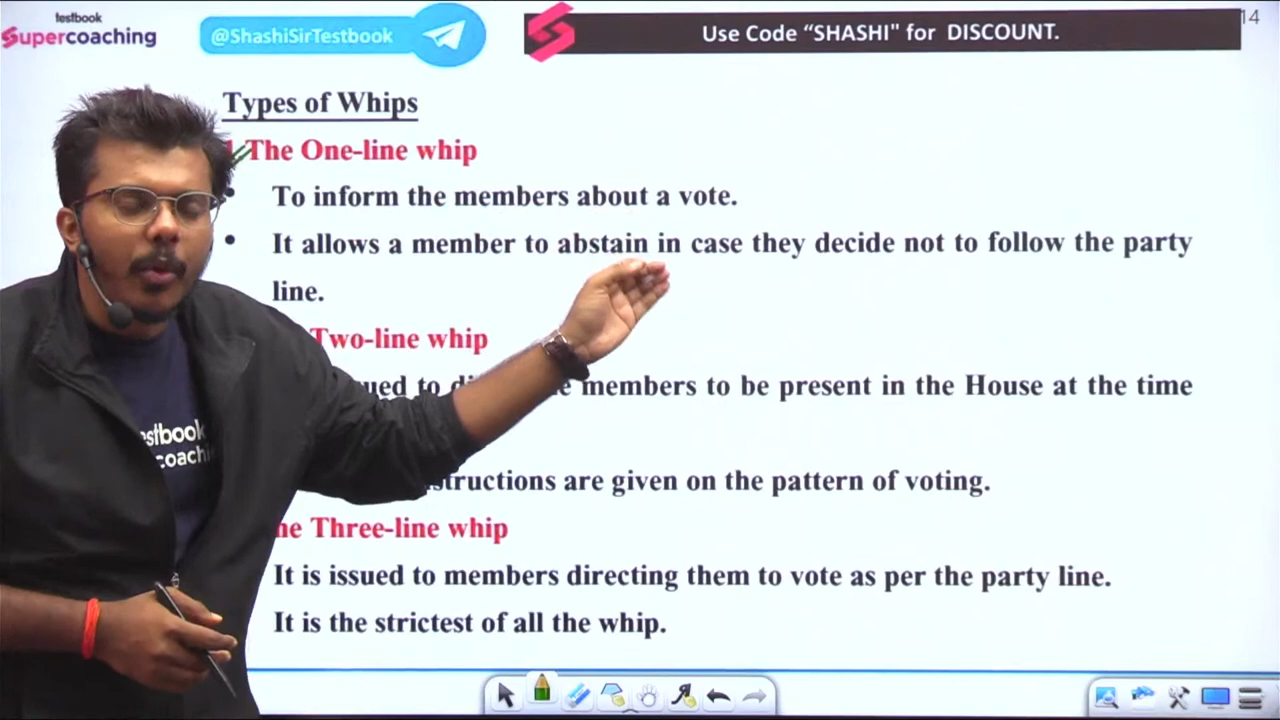 testbook
Supercoaching
@ShashiSirTestbook
Use Code “SHASHI" for DISCOUNT.
14
Types of Whips
The One-line whip
• To inform the members about a vote.
• It allows a member to abstain in case they decide not to follow the party
line.
Two-line whip
to members to be present in the House at the time
are given on the pattern of voting.
Three-line whip
It is issued to members directing them to vote as per the party line.
It is the strictest of all the whip.